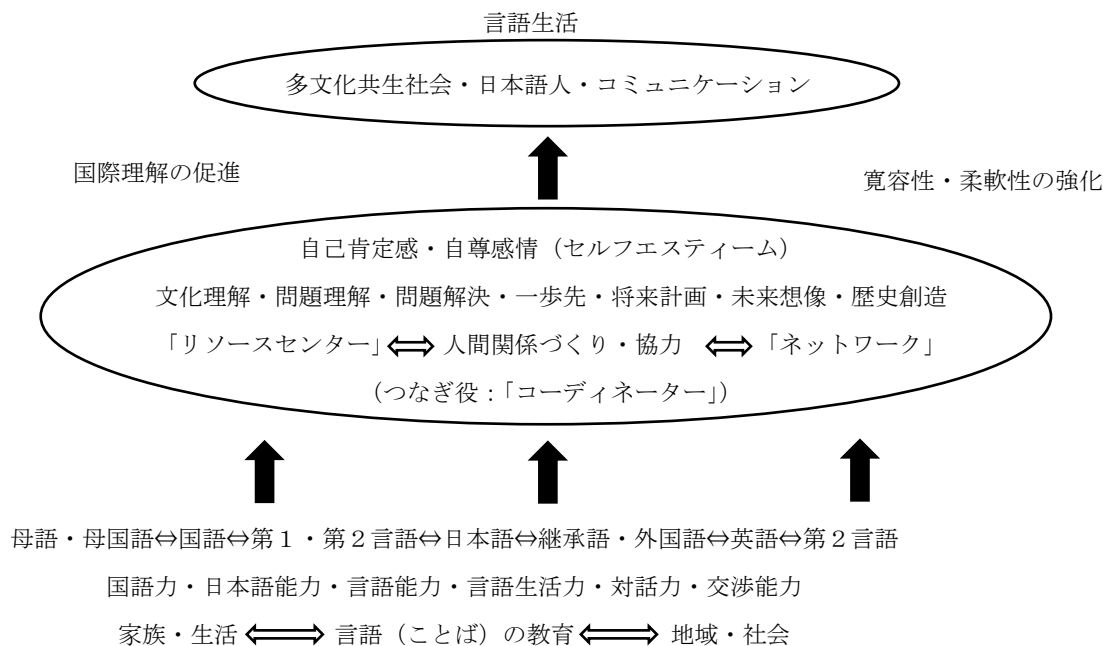 言語生活
多文化共生社会・日本語人・コミュニケーション
国際理解の促進
寛容性・柔軟性の強化
自己肯定感・自尊感情（セルフエスティーム）
文化理解・問題理解・問題解決・一歩先・将来計画・未来想像・歴史創造
「リソースセンター」⇔ 人間関係づくり・協力 ⇔「ネットワーク」
（つなぎ役：「コーディネーター」）
母語・母国語⇔国語⇔第１・第２言語⇔日本語⇔継承語・外国語⇔英語⇔第２言語
国語力・日本語能力・言語能力・言語生活力・対話力・交渉能力
家族・生活 ⇔ 言語（ことば）の教育 ⇔ 地域・社会